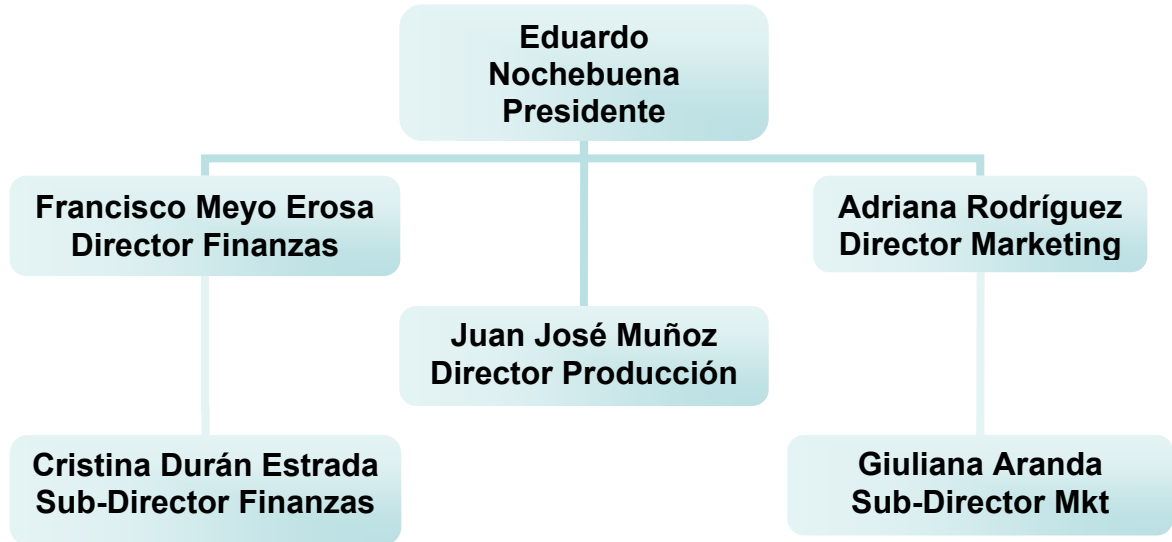 Eduardo
Nochebuena
Presidente
Francisco Meyo Erosa
Director Finanzas
Adriana Rodríguez
Director Marketing
Juan José Muñoz
Director Producción
Cristina Durán Estrada
Sub-Director Finanzas
Giuliana Aranda
Sub-Director Mkt